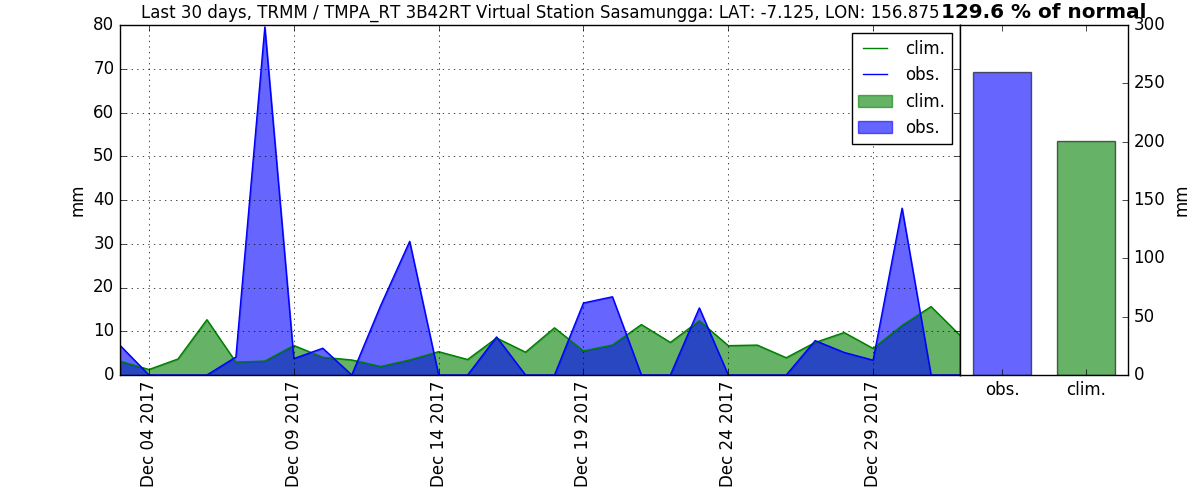 Last 30 days, TRMM / TMPA_RT 3B42RT Virtual Station Sasamungga: LAT: -7.125, LON: 156.875
129.6 % of normal
80
70
60
50
40
30
20
10
0
mm
clim.
obs.
clim.
obs.
Dec 04 2017
Dec 09 2017
Dec 14 2017
Dec 19 2017
Dec 24 2017
Dec 29 2017
300
250
200
150
100
50
0
mm
obs.
clim.